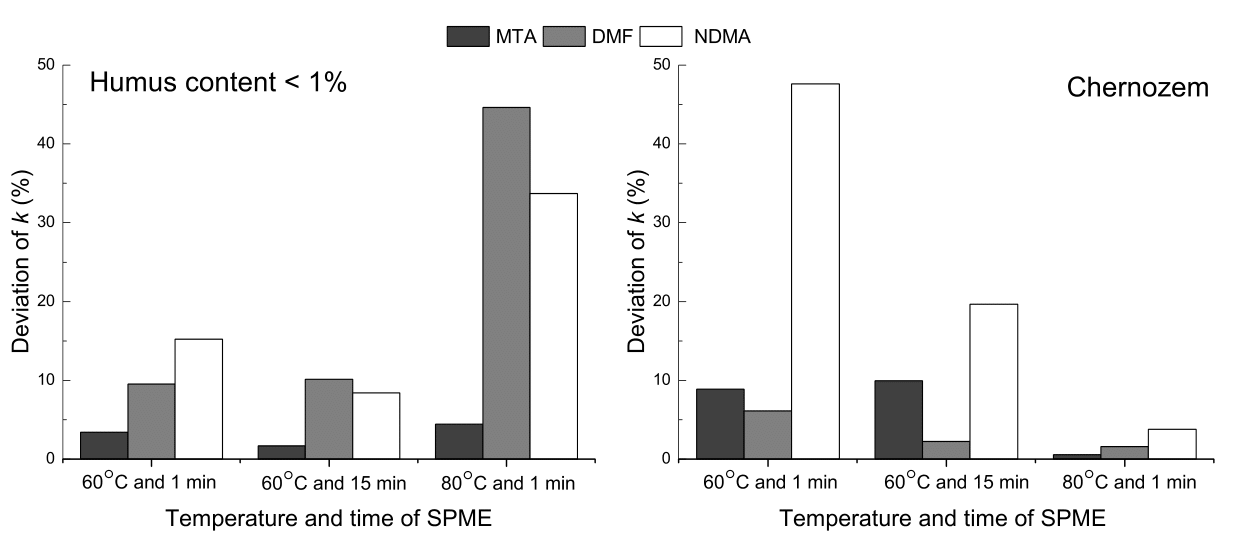 MTA DMF NDMA
Humus content < 1%
Deviation of k (%)
50
40
30
20
10
0
60°C and 1 min 60°C and 15 min 80°C and 1 min
Temperature and time of SPME
Chernozem
Deviation of k (%)
50
40
30
20
10
0
60°C and 1 min 60°C and 15 min 80°C and 1 min
Temperature and time of SPME